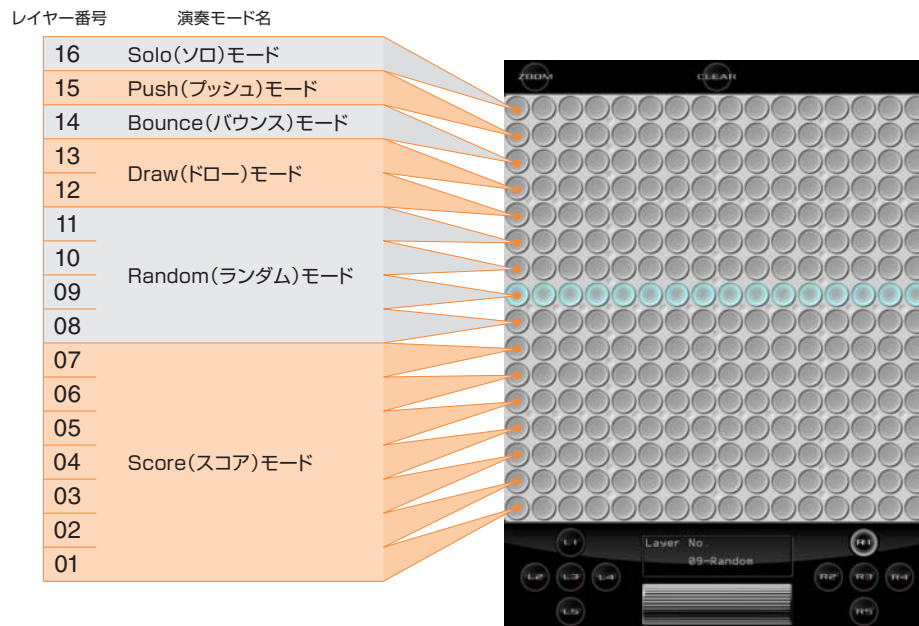 レイヤー番号 演奏モード名
16 Solo（ソロ）モード
15 Push（プッシュ）モード
14 Bounce（バウンス）モード
13
Draw（ドロー）モード
12
11
10
Random（ランダム）モード
09
08
07
06
05
04 Score（スコア）モード
03
02
01
ZOOM CLEAR
L1 Layer No. R1
09-Random
L2 L3 L4 R2 R3 R4
L5 R5